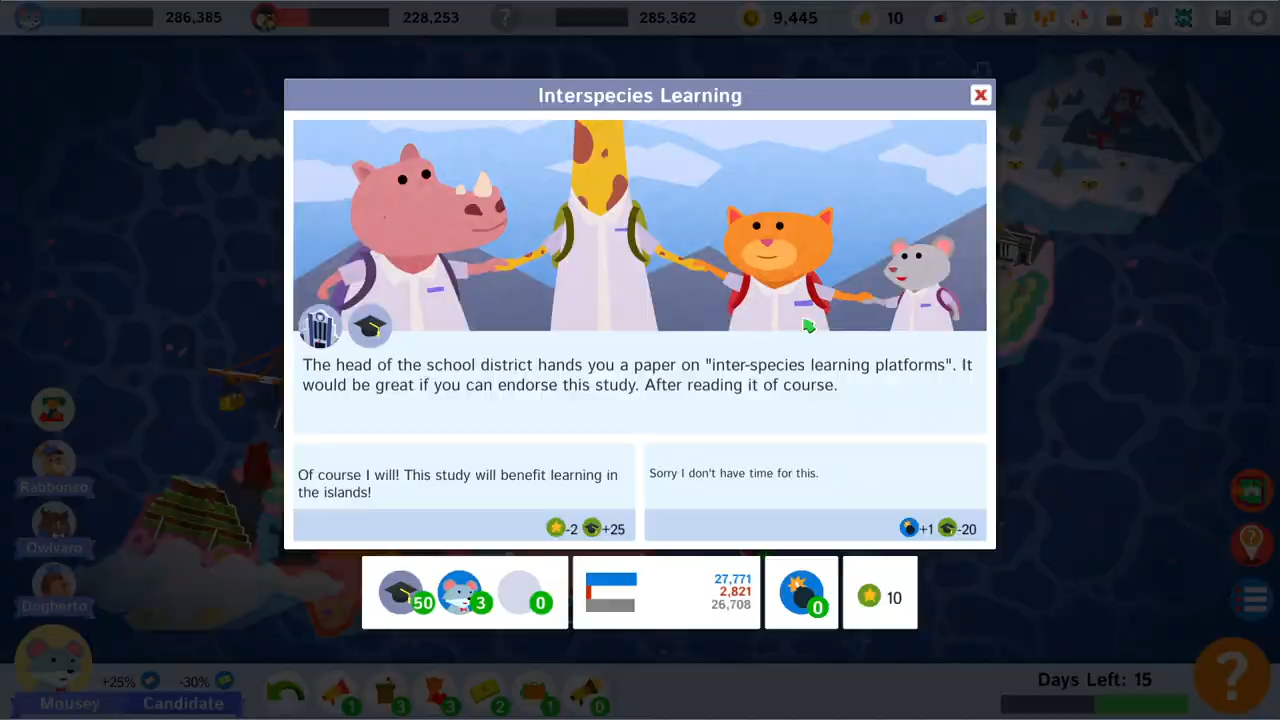 286,385
228,253
?
285,362
9,445
10
Interspecies Learning
The head of the school district hands you a paper on "inter-species learning platforms". It
would be great if you can endorse this study. After reading it of course.
Of course I will! This study will benefit learning in
the islands!
-2 +25
Sorry I don't have time for this.
+1 -20
50
3
0
27,771
2,821
26,708
0
10
Rabbonso
Owlvaro
Dogberto
+25% -30%
Mousey Candidate
1
3
3
2
1
0
Days Left: 15
?